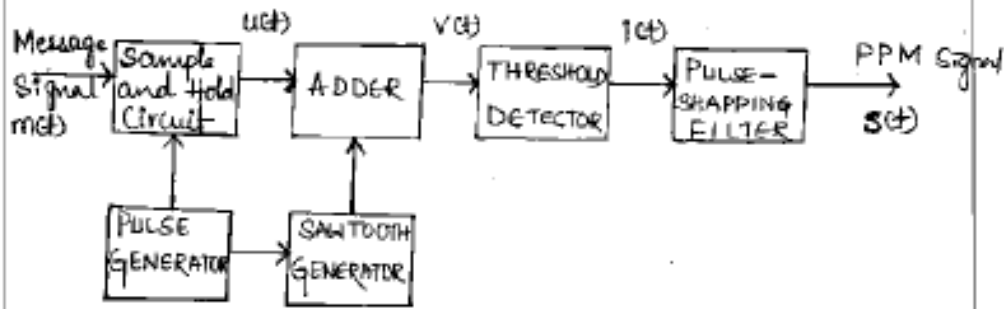 Message
Signal
m(t)
Sample
and Hold
Circuit
u(t)
ADDER
V(t)
THRESHOLD
DETECTOR
i(t)
PULSE-
SHAPPING
FILTER
PPM Signal
S(t)
PULSE
GENERATOR
SAWTOOTH
GENERATOR